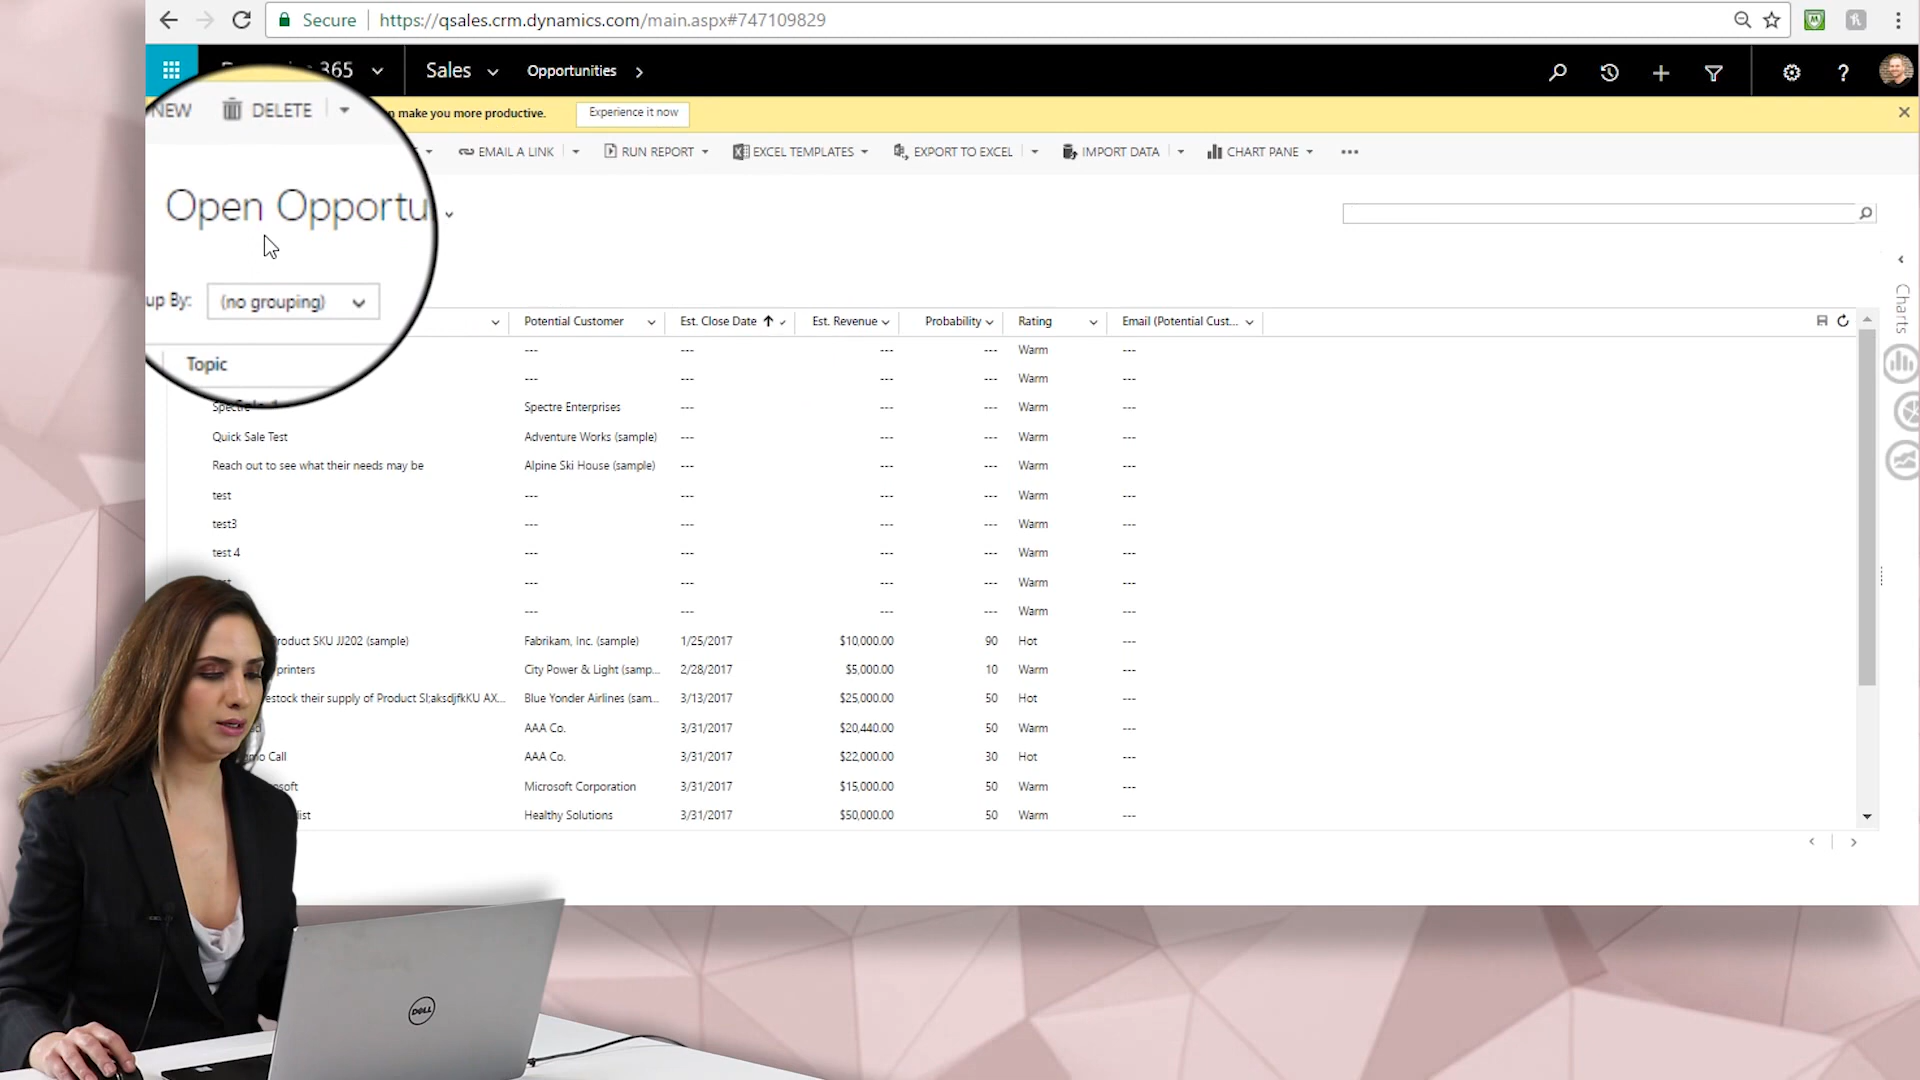 Secure https://qsales.crm.dynamics.com/main.aspx#747109829
365 Sales Opportunities
make you more productive. Experience it now
NEW DELETE
EMAIL A LINK RUN REPORT EXCEL TEMPLATES EXPORT TO EXCEL IMPORT DATA CHART PANE
Open Opportu
up By: (no grouping)
Charts
Topic
Potential Customer Est. Close Date Est. Revenue Probability Rating Email (Potential Cust...
--- --- --- --- Warm ---
--- --- --- --- Warm ---
Spectre Enterprises --- --- --- Warm ---
Quick Sale Test Adventure Works (sample) --- --- --- Warm ---
Reach out to see what their needs may be Alpine Ski House (sample) --- --- --- Warm ---
test --- --- --- --- Warm ---
test3 --- --- --- --- Warm ---
test 4 --- --- --- --- Warm ---
--- --- --- --- Warm ---
--- --- --- --- Warm ---
roduct SKU JJ202 (sample) Fabrikam, Inc. (sample) 1/25/2017 $10,000.00 90 Hot ---
printers City Power & Light (samp... 2/28/2017 $5,000.00 10 Warm ---
estock their supply of Product Sl;aksdjfkKU AX... Blue Yonder Airlines (sam... 3/13/2017 $25,000.00 50 Hot ---
AAA Co. 3/31/2017 $20,440.00 50 Warm ---
mo Call AAA Co. 3/31/2017 $22,000.00 30 Hot ---
osoft Microsoft Corporation 3/31/2017 $15,000.00 50 Warm ---
list Healthy Solutions 3/31/2017 $50,000.00 50 Warm ---
DELL